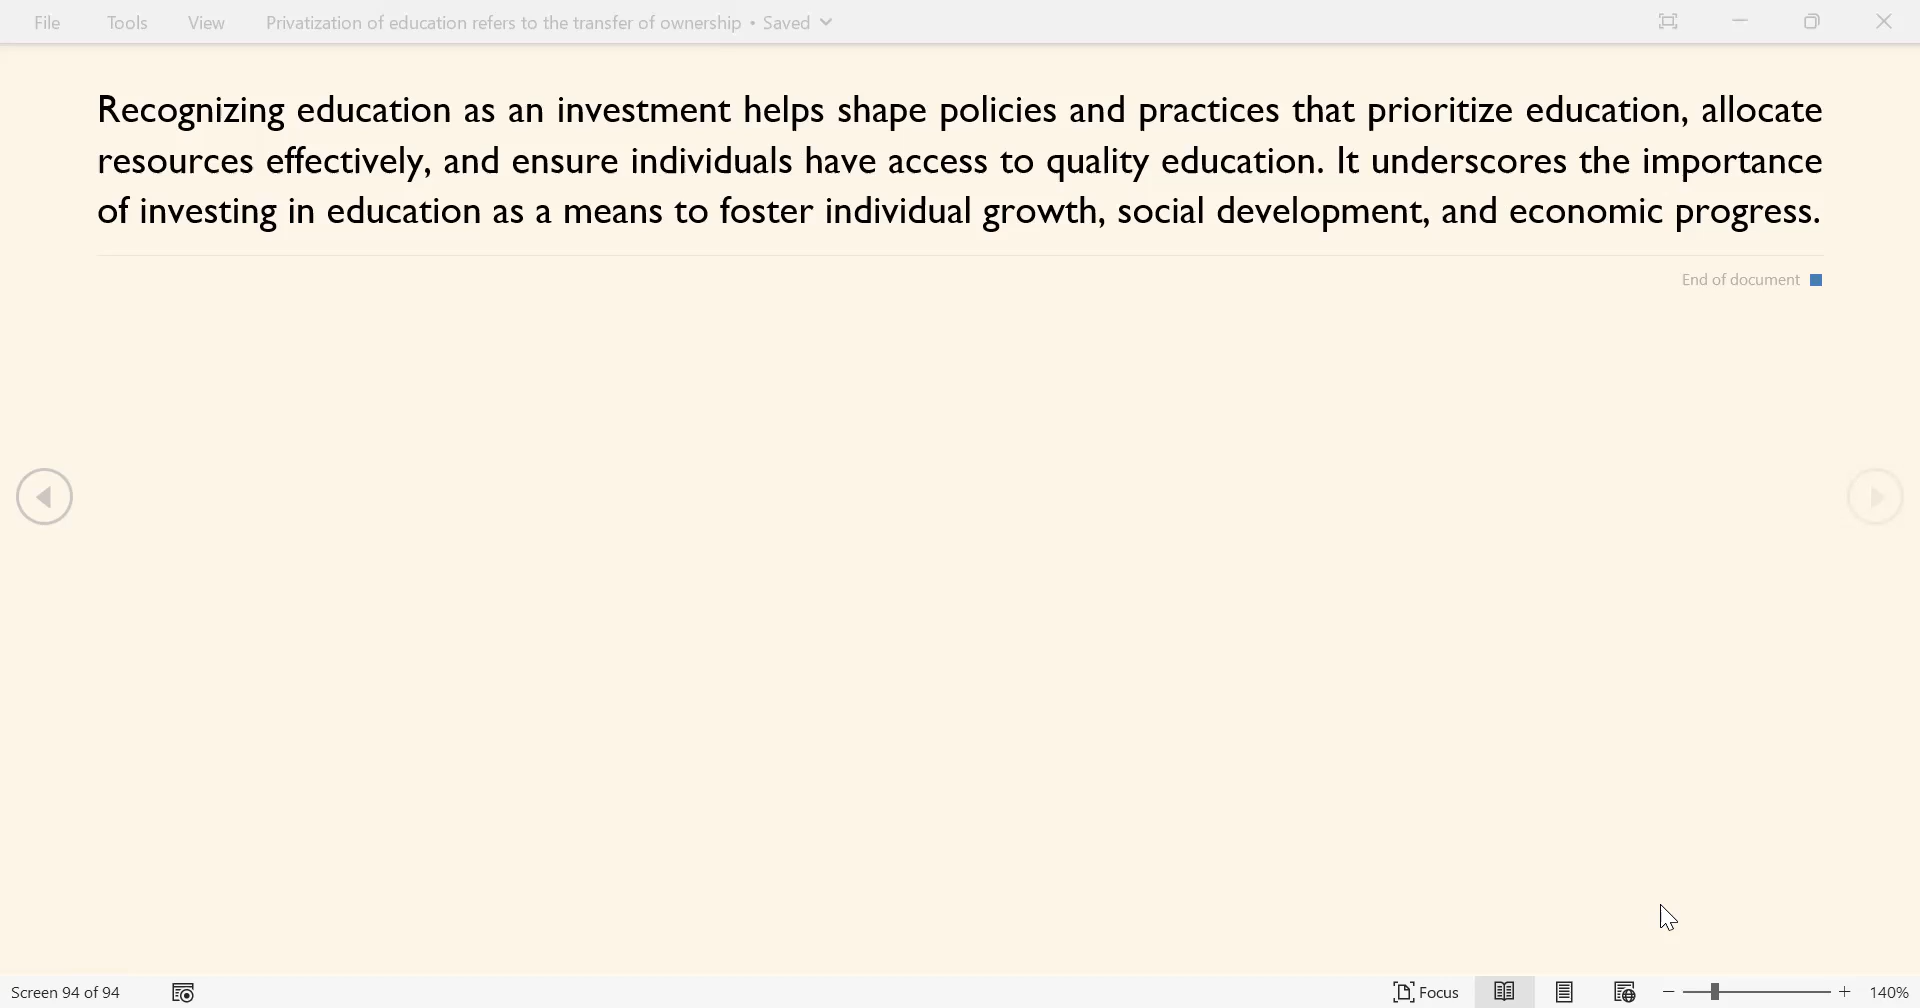 File Tools View Privatization of education refers to the transfer of ownership • Saved
Recognizing education as an investment helps shape policies and practices that prioritize education, allocate
resources effectively, and ensure individuals have access to quality education. It underscores the importance
of investing in education as a means to foster individual growth, social development, and economic progress.
End of document
Screen 94 of 94 Focus 140%